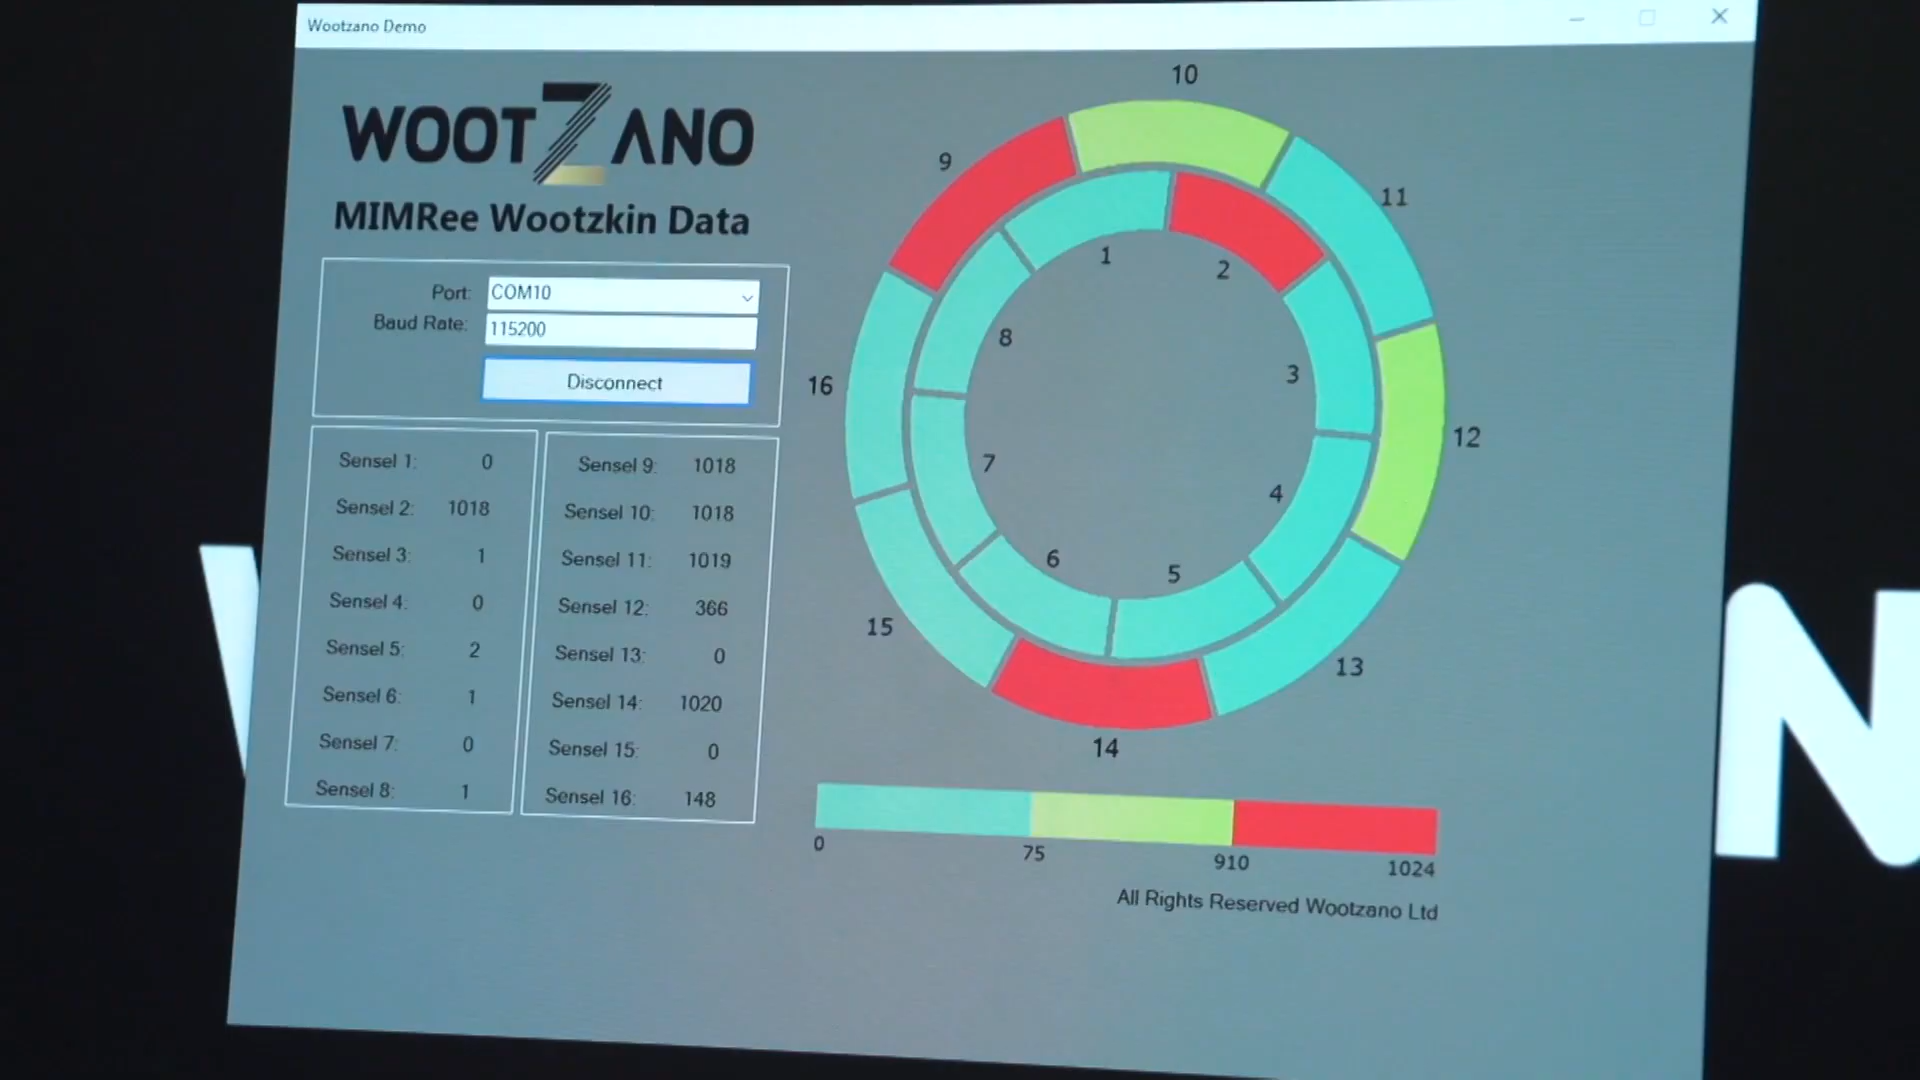 Wootzano Demo
WOOTZANO
MIMRee Wootzkin Data
Port: COM10
Baud Rate: 115200
Disconnect
Sensel 1: 0
Sensel 2: 1018
Sensel 3: 1
Sensel 4: 0
Sensel 5: 2
Sensel 6: 1
Sensel 7: 0
Sensel 8: 1
Sensel 9: 1018
Sensel 10: 1018
Sensel 11: 1019
Sensel 12: 366
Sensel 13: 0
Sensel 14: 1020
Sensel 15: 0
Sensel 16: 148
10
9
11
1
2
8
3
16
12
7
4
6
5
15
13
14
0 75 910 1024
All Rights Reserved Wootzano Ltd
N